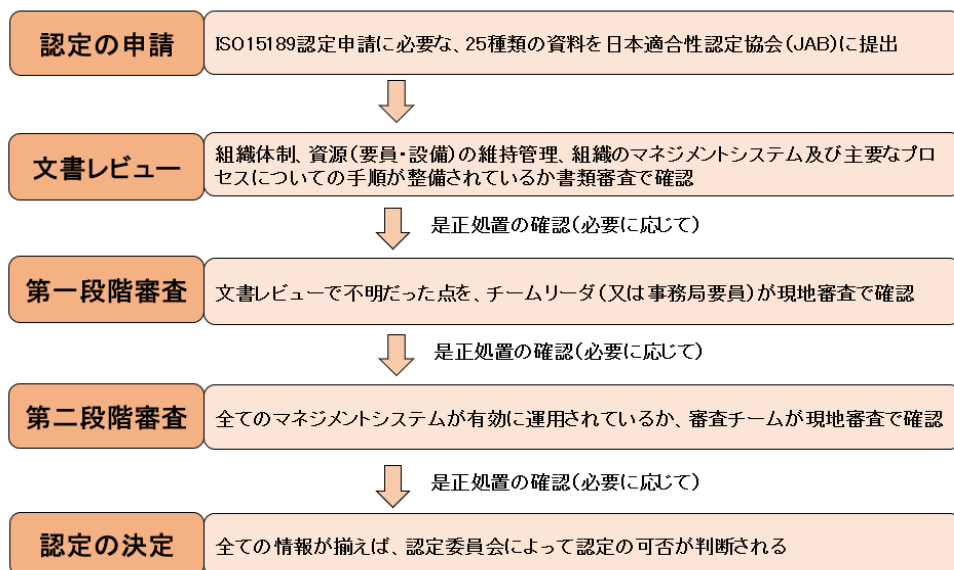 認定の申請
ISO15189認定申請に必要な、25種類の資料を日本適合性認定協会(JAB)に提出
文書レビュー
組織体制、資源(要員・設備)の維持管理、組織のマネジメントシステム及び主要なプロ
セスについての手順が整備されているか書類審査で確認
是正処置の確認(必要に応じて)
第一段階審査
文書レビューで不明だった点を、チームリーダ(又は事務局要員)が現地審査で確認
是正処置の確認(必要に応じて)
第二段階審査
全てのマネジメントシステムが有効に運用されているか、審査チームが現地審査で確認
是正処置の確認(必要に応じて)
認定の決定
全ての情報が揃えば、認定委員会によって認定の可否が判断される